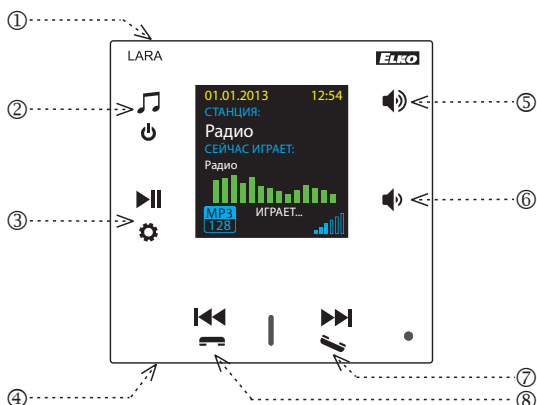 ①
LARA ELKO
② ⑤
01.01.2013 12:54
СТАНЦИЯ:
Радио
СЕЙЧАС ИГРАЕТ:
Радио
③ ⑥
MP3 ИГРАЕТ...
128
④ ⑦
⑧